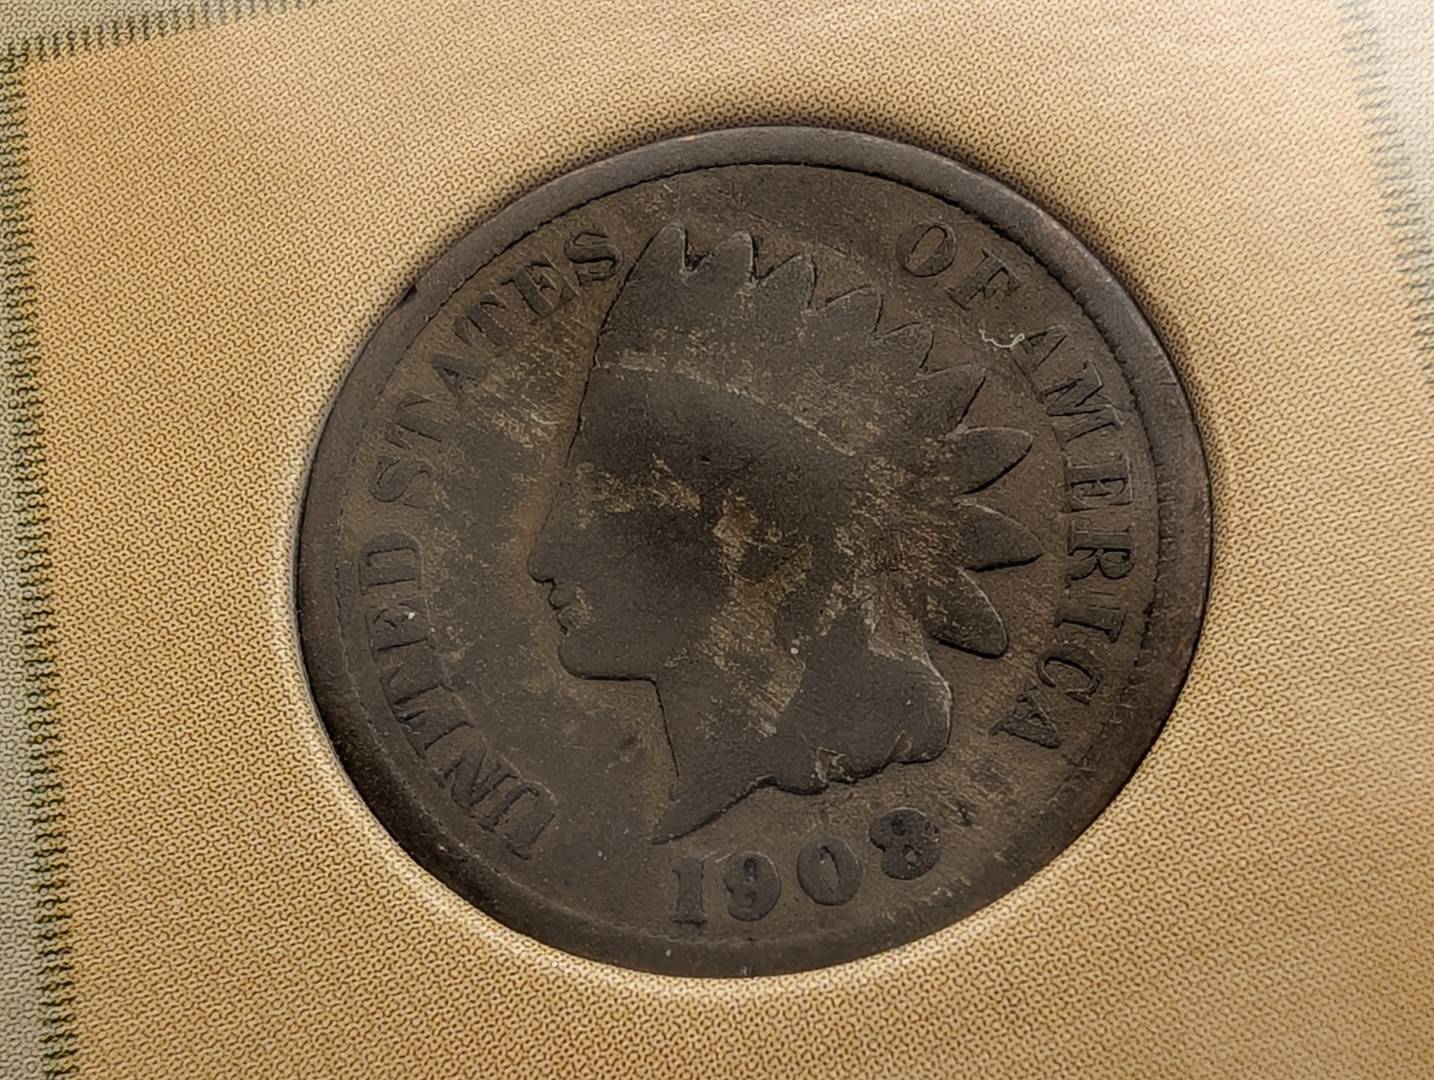 UNITED STATES OF AMERICA
1908